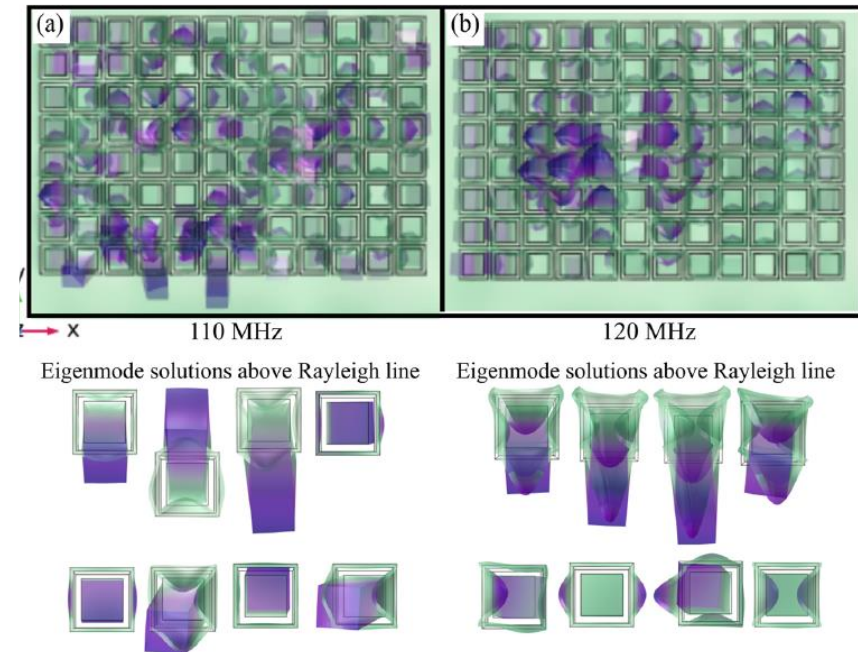 (a)
(b)
x
110 MHz
120 MHz
Eigenmode solutions above Rayleigh line
Eigenmode solutions above Rayleigh line